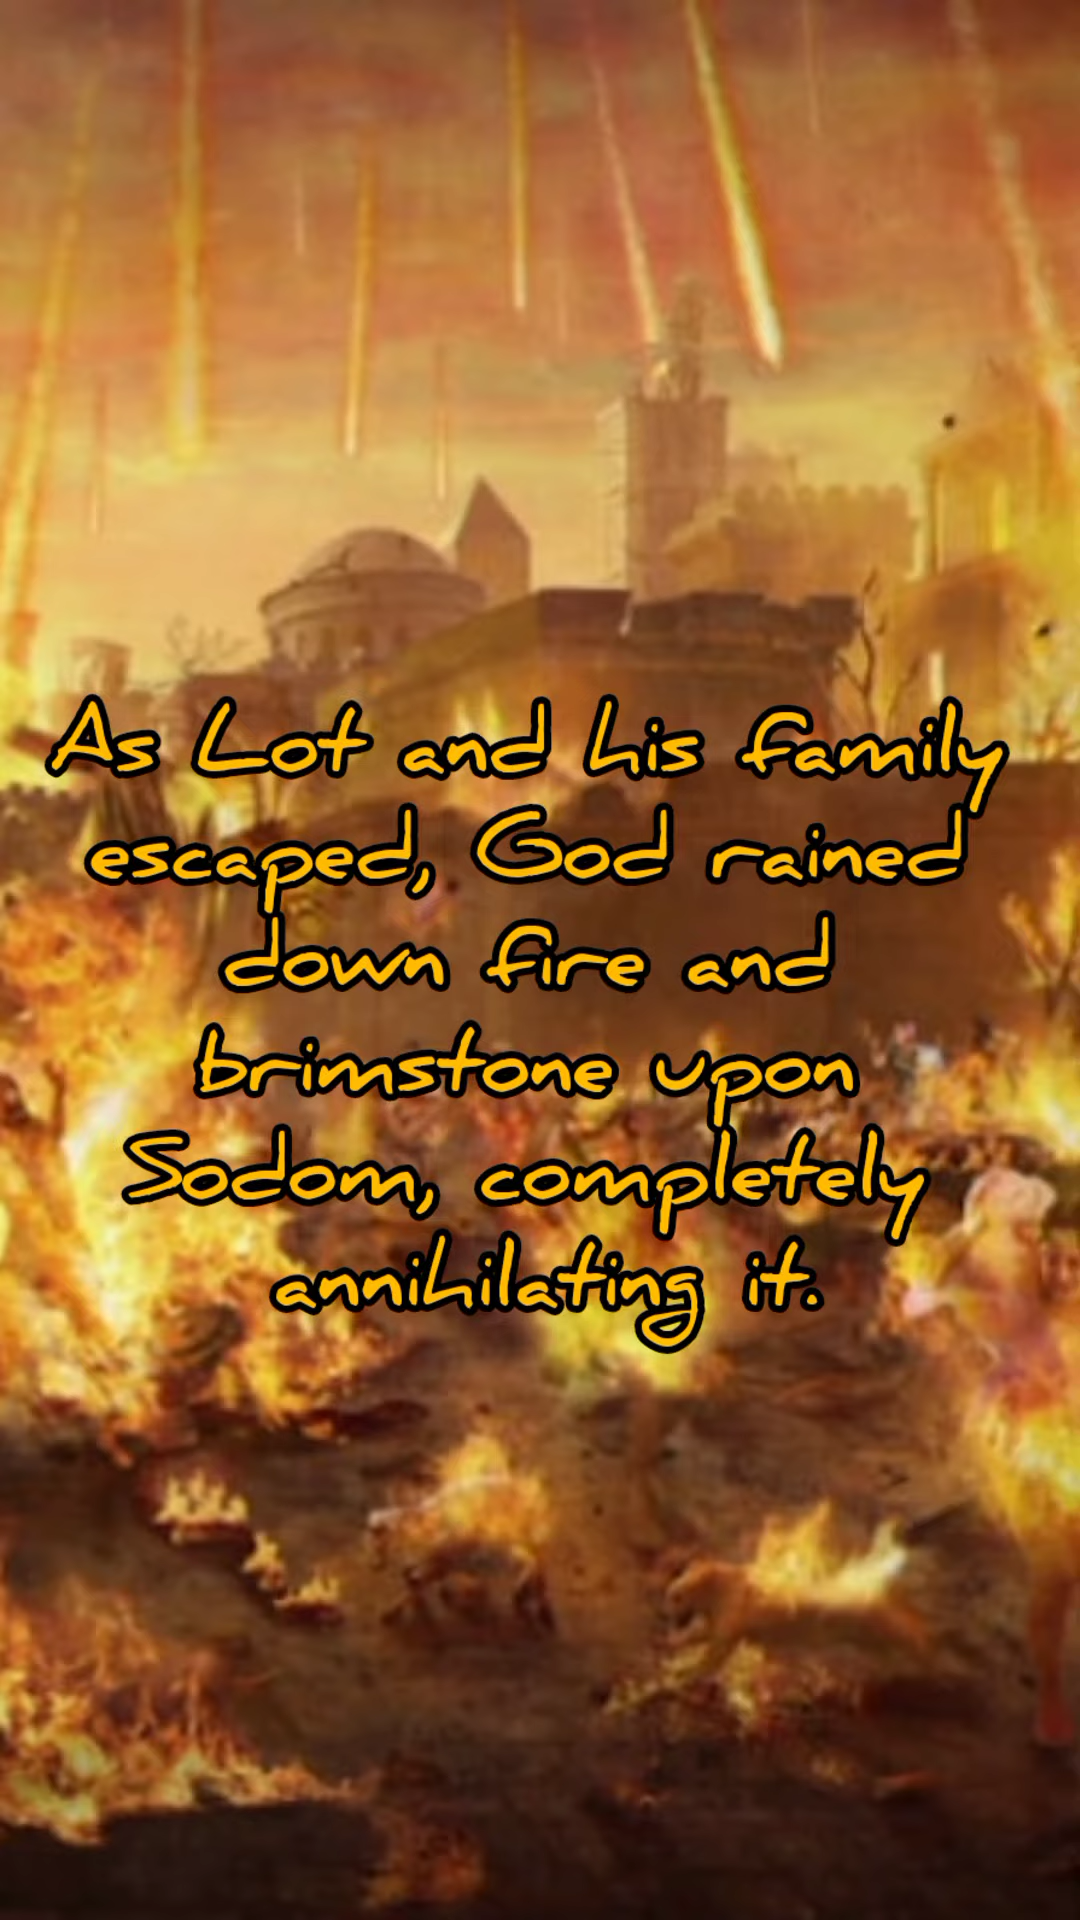 As Lot and his family
escaped, God rained
down fire and
brimstone upon
Sodom, completely
annihilating it.